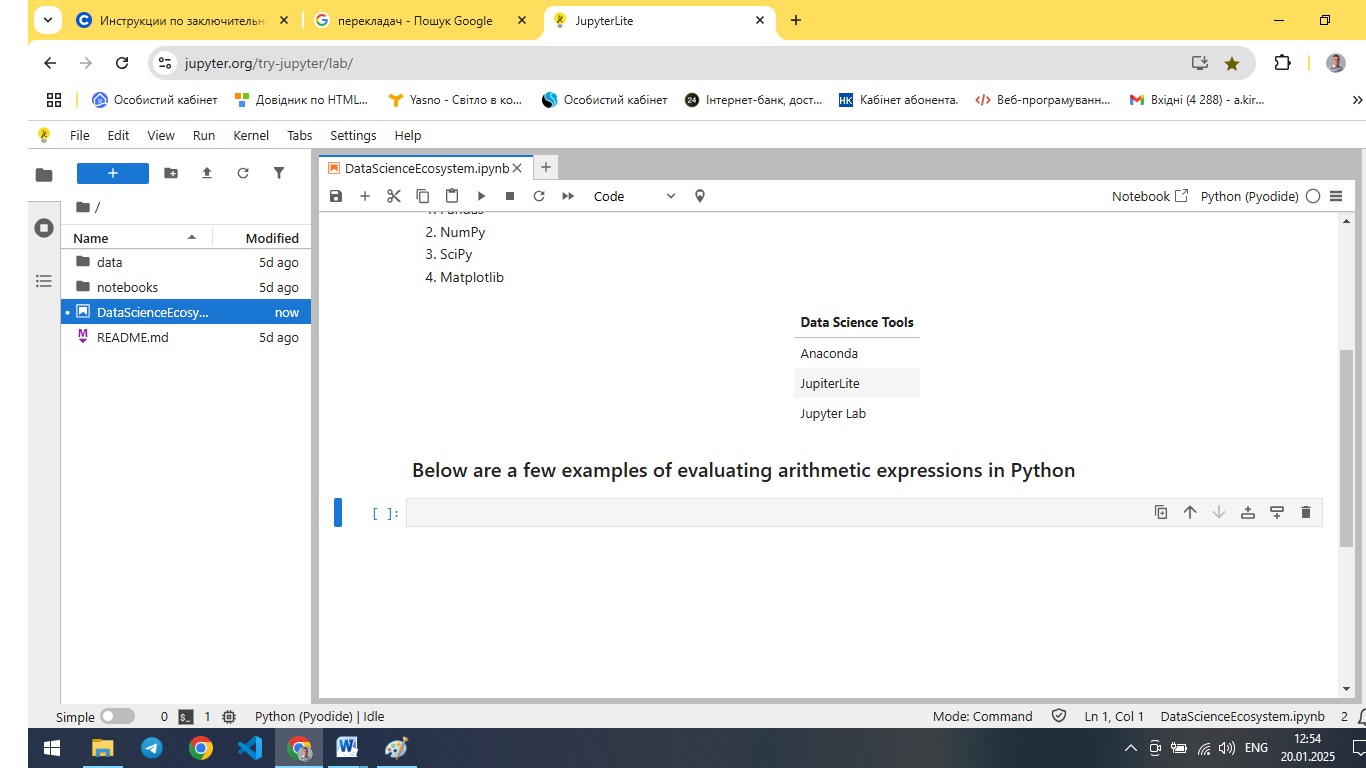 Инструкции по заключительн
перекладач - Пошук Google
JupyterLite
jupyter.org/try-jupyter/lab/
Особистий кабінет
Довідник по HTML...
Yasno - Світло в ко...
Особистий кабінет
24
Інтернет-банк, дост...
НК
Кабінет абонента.
Веб-програмуванн...
Вхідні (4 288) - a.kir...
File Edit View Run Kernel Tabs Settings Help
DataScienceEcosystem.ipynb
Code
Notebook
Python (Pyodide)
/
Name Modified
data 5d ago
notebooks 5d ago
DataScienceEcosy... now
README.md 5d ago
2. NumPy
3. SciPy
4. Matplotlib
Data Science Tools
Anaconda
JupiterLite
Jupyter Lab
Below are a few examples of evaluating arithmetic expressions in Python
[ ]:
Simple 0 1 Python (Pyodide) | Idle
Mode: Command Ln 1, Col 1 DataScienceEcosystem.ipynb 2
ENG
12:54
20.01.2025